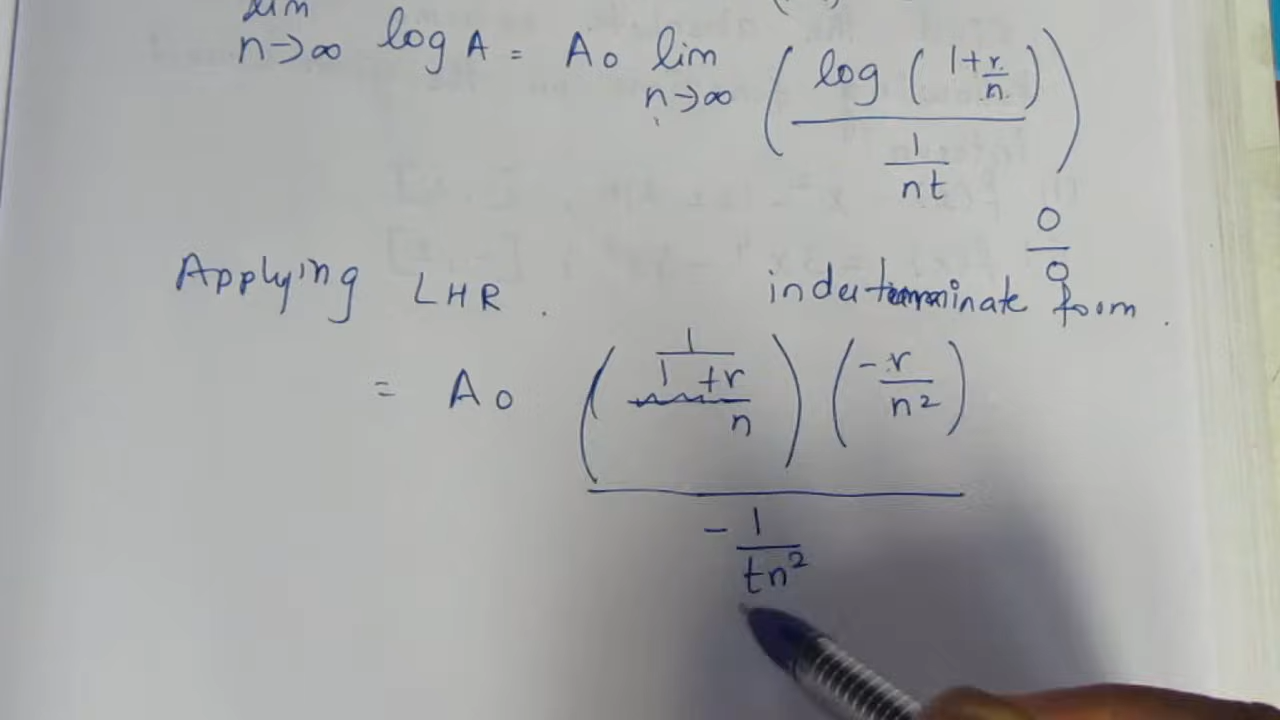 lim
n→∞ log A = A0 lim n→∞ ( log ( 1+r/n ) / 1/nt )
0/0
Applying LHR . indeterminate form .
= A0 ( 1 / 1+r/n ) ( -r/n² ) / - 1/tn²